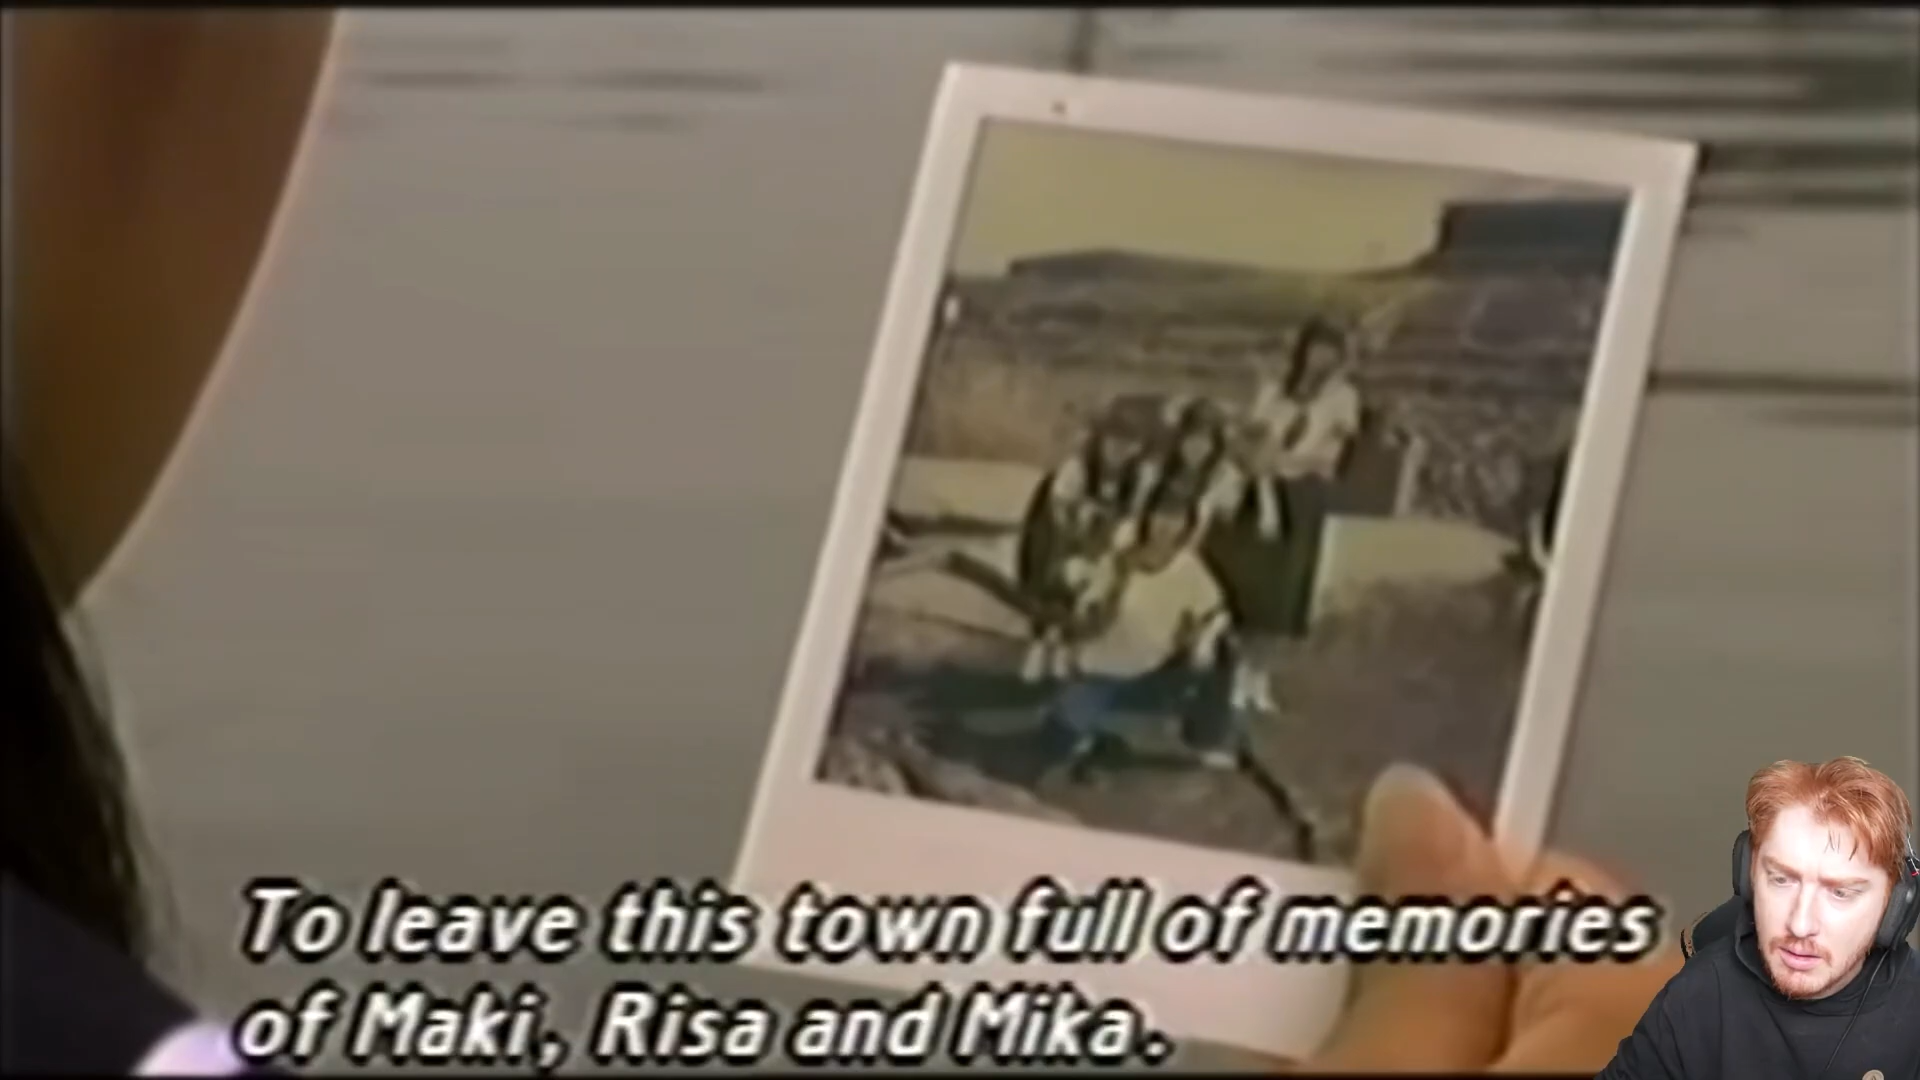 To leave this town full of memories
of Maki, Risa and Mika.